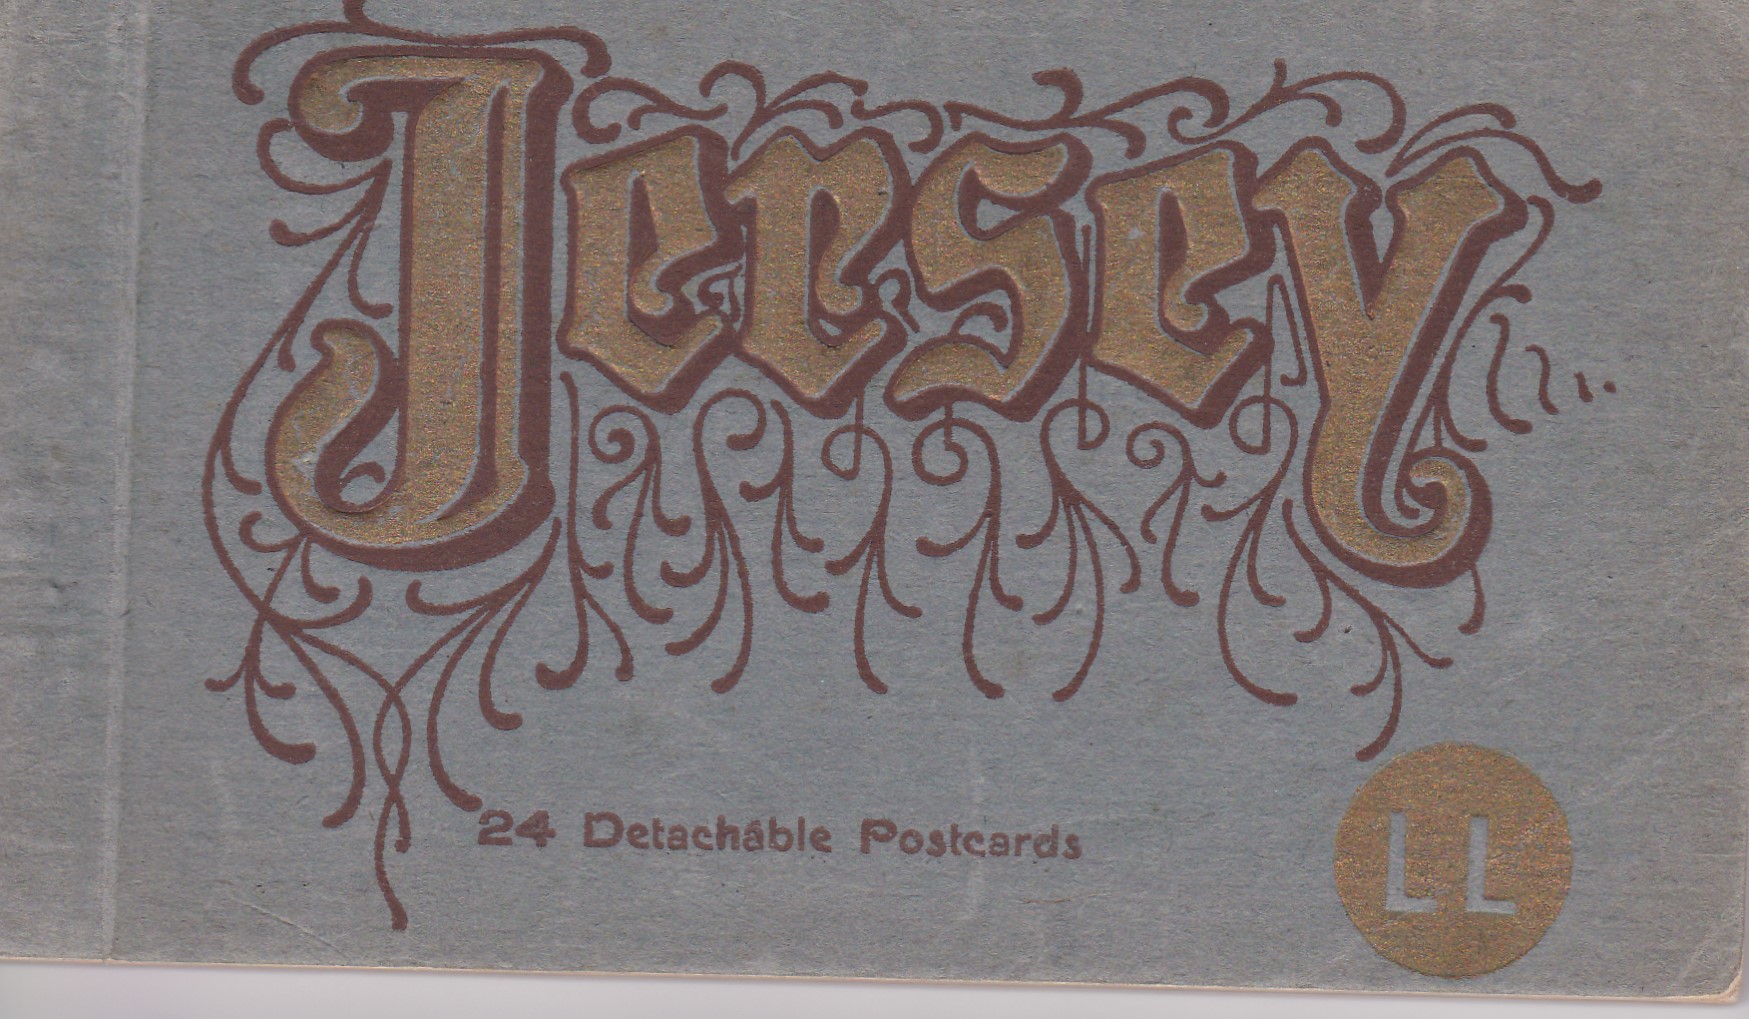 Jersey
24 Detachable Postcards
LL